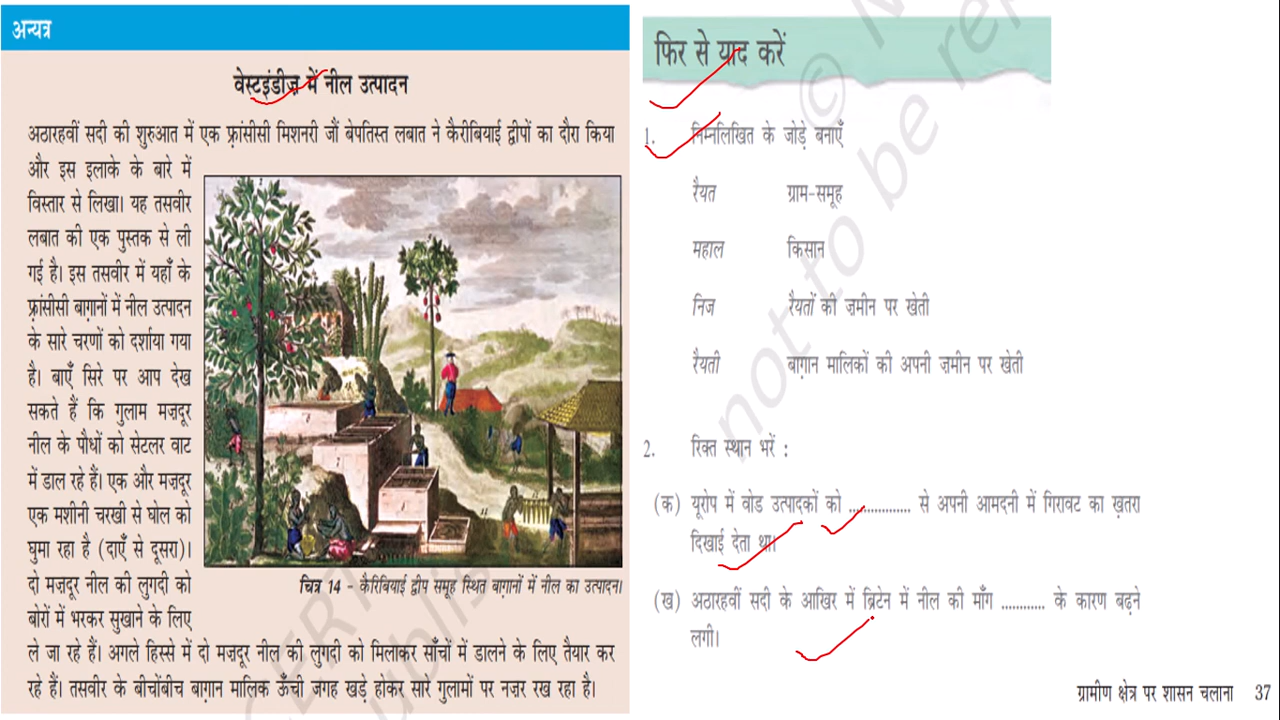 अन्यत्र
वेस्टइंडीज़ में नील उत्पादन
अठारहवीं सदी की शुरुआत में एक फ़्रांसीसी मिशनरी जौं बेपतिस्त लबात ने कैरीबियाई द्वीपों का दौरा किया
और इस इलाके के बारे में
विस्तार से लिखा। यह तसवीर
लबात की एक पुस्तक से ली
गई है। इस तसवीर में यहाँ के
फ़्रांसीसी बाग़ानों में नील उत्पादन
के सारे चरणों को दर्शाया गया
है। बाएँ सिरे पर आप देख
सकते हैं कि गुलाम मज़दूर
नील के पौधों को सेटलर वाट
में डाल रहे हैं। एक और मज़दूर
एक मशीनी चरखी से घोल को
घुमा रहा है (दाएँ से दूसरा)।
दो मज़दूर नील की लुगदी को
बोरों में भरकर सुखाने के लिए
ले जा रहे हैं। अगले हिस्से में दो मज़दूर नील की लुगदी को मिलाकर साँचों में डालने के लिए तैयार कर
रहे हैं। तसवीर के बीचोंबीच बाग़ान मालिक ऊँची जगह खड़े होकर सारे गुलामों पर नज़र रख रहा है।
चित्र 14 – कैरिबियाई द्वीप समूह स्थित बाग़ानों में नील का उत्पादन।
फिर से याद करें
1. निम्नलिखित के जोड़े बनाएँ
रैयत ग्राम-समूह
महाल किसान
निज रैयतों की ज़मीन पर खेती
रैयती बाग़ान मालिकों की अपनी ज़मीन पर खेती
2. रिक्त स्थान भरें :
(क) यूरोप में वोड उत्पादकों को ................ से अपनी आमदनी में गिरावट का ख़तरा
दिखाई देता था।
(ख) अठारहवीं सदी के आखिर में ब्रिटेन में नील की माँग ............ के कारण बढ़ने
लगी।
ग्रामीण क्षेत्र पर शासन चलाना 37
not to be rep